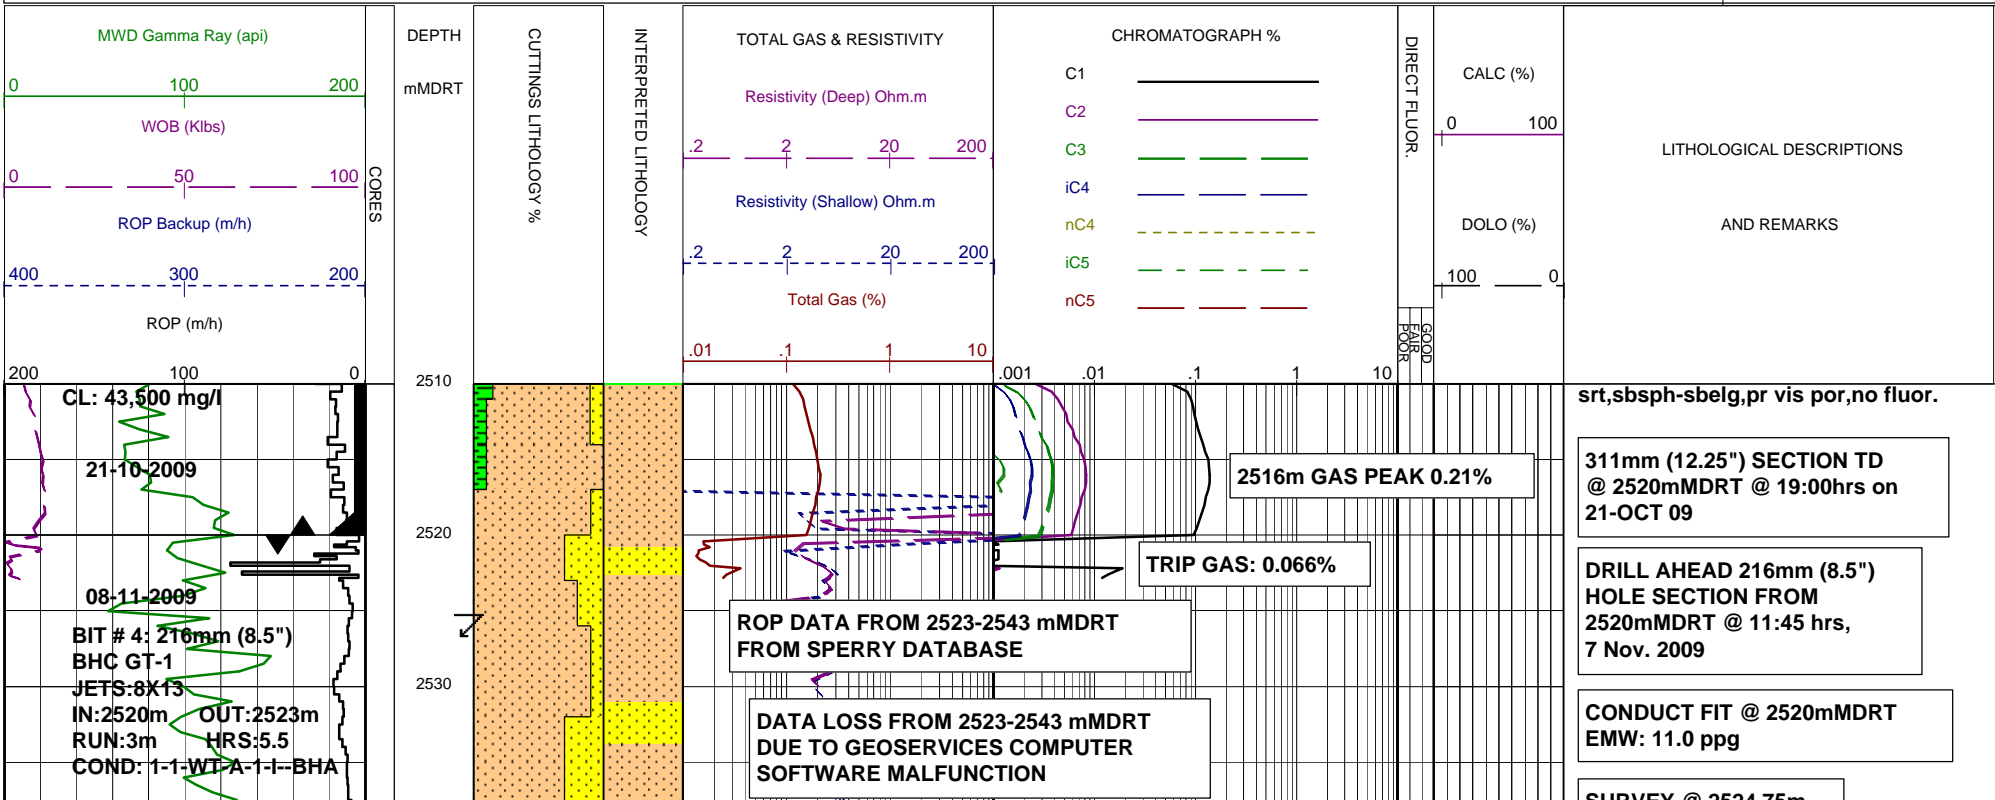 MWD Gamma Ray (api)
0 100 200
WOB (Klbs)
0 50 100
ROP Backup (m/h)
400 300 200
ROP (m/h)
200 100 0
CORES
DEPTH
mMDRT
CUTTINGS LITHOLOGY %
INTERPRETED LITHOLOGY
TOTAL GAS & RESISTIVITY
Resistivity (Deep) Ohm.m
.2 2 20 200
Resistivity (Shallow) Ohm.m
.2 2 20 200
Total Gas (%)
.01 .1 1 10
CHROMATOGRAPH %
C1
C2
C3
iC4
nC4
iC5
nC5
.001 .01 .1 1 10
DIRECT FLUOR.
POOR
FAIR
GOOD
CALC (%)
0 100
DOLO (%)
100 0
LITHOLOGICAL DESCRIPTIONS
AND REMARKS
2510
2520
2530
CL: 43,500 mg/l
21-10-2009
08-11-2009
BIT # 4: 216mm (8.5")
BHC GT-1
JETS:8X13
IN:2520m OUT:2523m
RUN:3m HRS:5.5
COND: 1-1-WT-A-1-I--BHA
2516m GAS PEAK 0.21%
TRIP GAS: 0.066%
ROP DATA FROM 2523-2543 mMDRT
FROM SPERRY DATABASE
DATA LOSS FROM 2523-2543 mMDRT
DUE TO GEOSERVICES COMPUTER
SOFTWARE MALFUNCTION
srt,sbsph-sbelg,pr vis por,no fluor.
311mm (12.25") SECTION TD
@ 2520mMDRT @ 19:00hrs on
21-OCT 09
DRILL AHEAD 216mm (8.5")
HOLE SECTION FROM
2520mMDRT @ 11:45 hrs,
7 Nov. 2009
CONDUCT FIT @ 2520mMDRT
EMW: 11.0 ppg
SURVEY @ 2524.75m